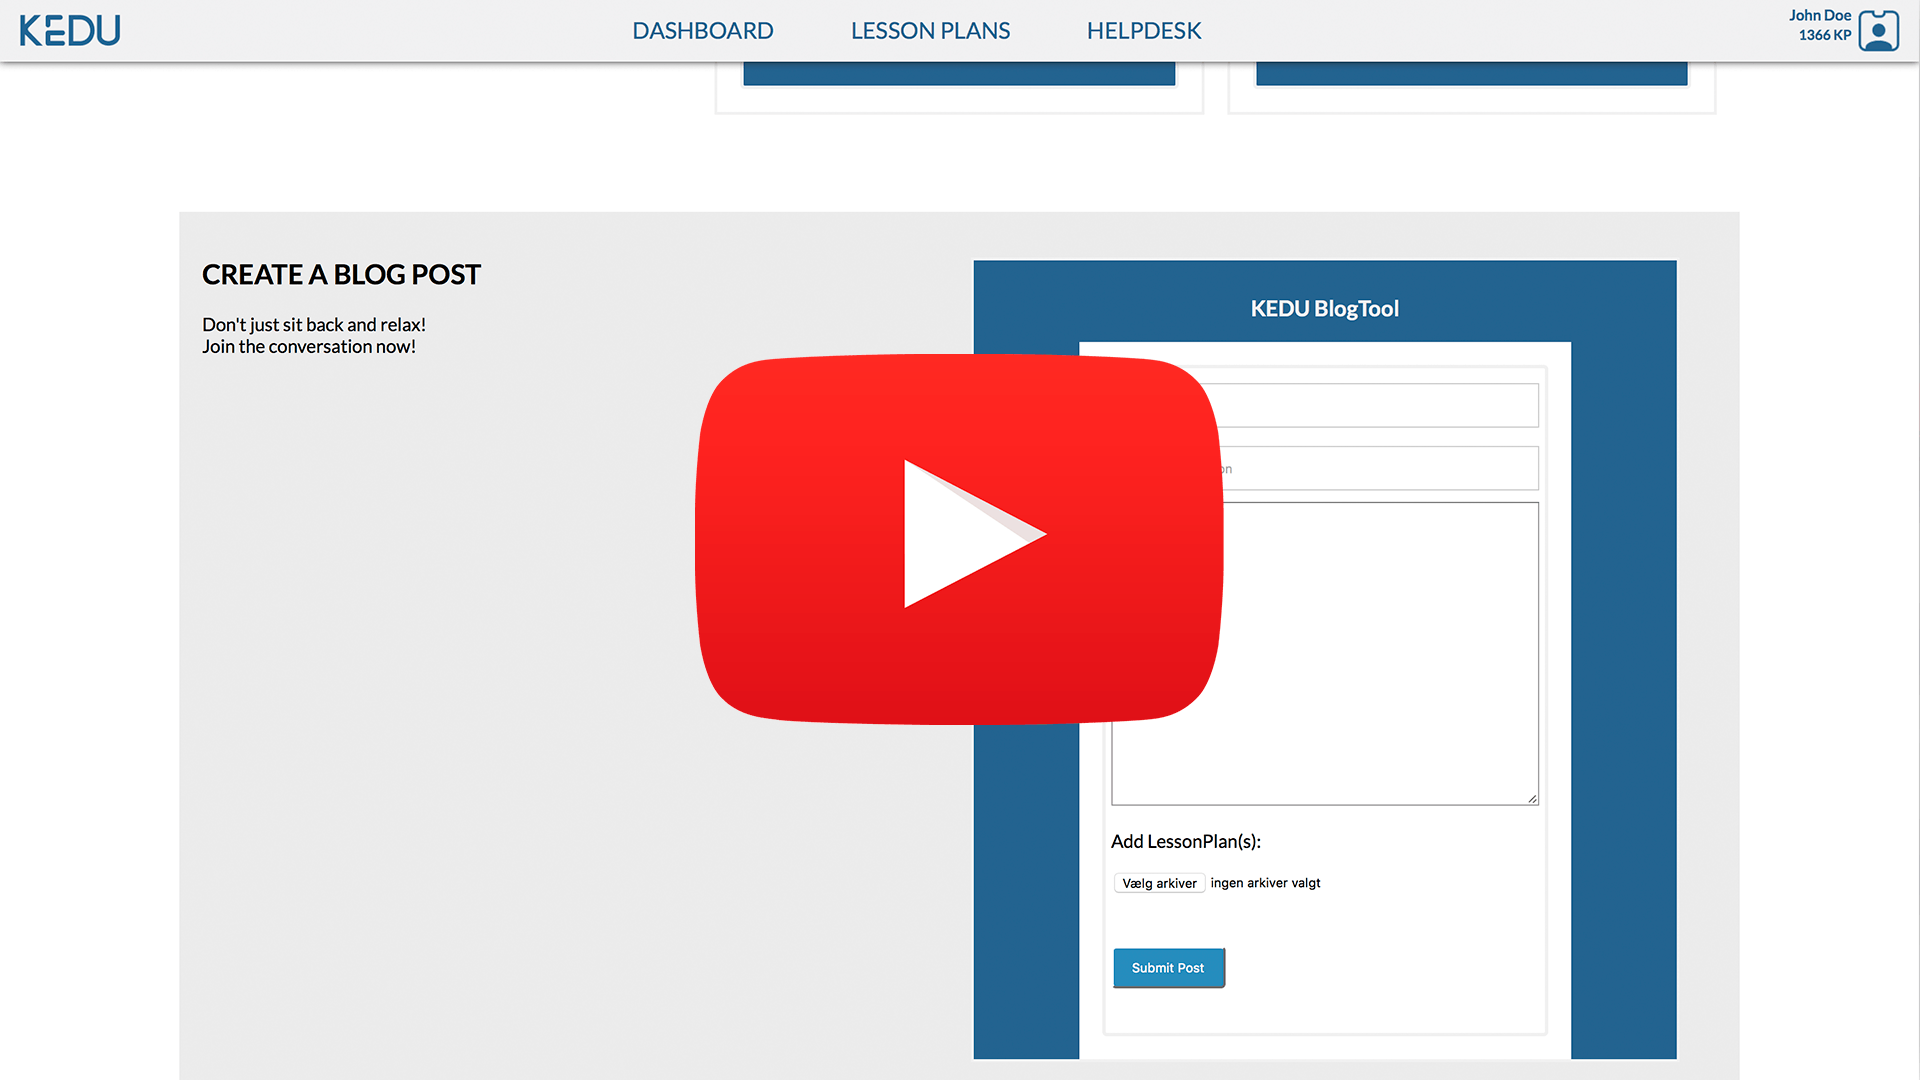 KEDU
DASHBOARD
LESSON PLANS
HELPDESK
John Doe
1366 KP
CREATE A BLOG POST
Don't just sit back and relax!
Join the conversation now!
KEDU BlogTool
Add LessonPlan(s):
Vælg arkiver ingen arkiver valgt
Submit Post